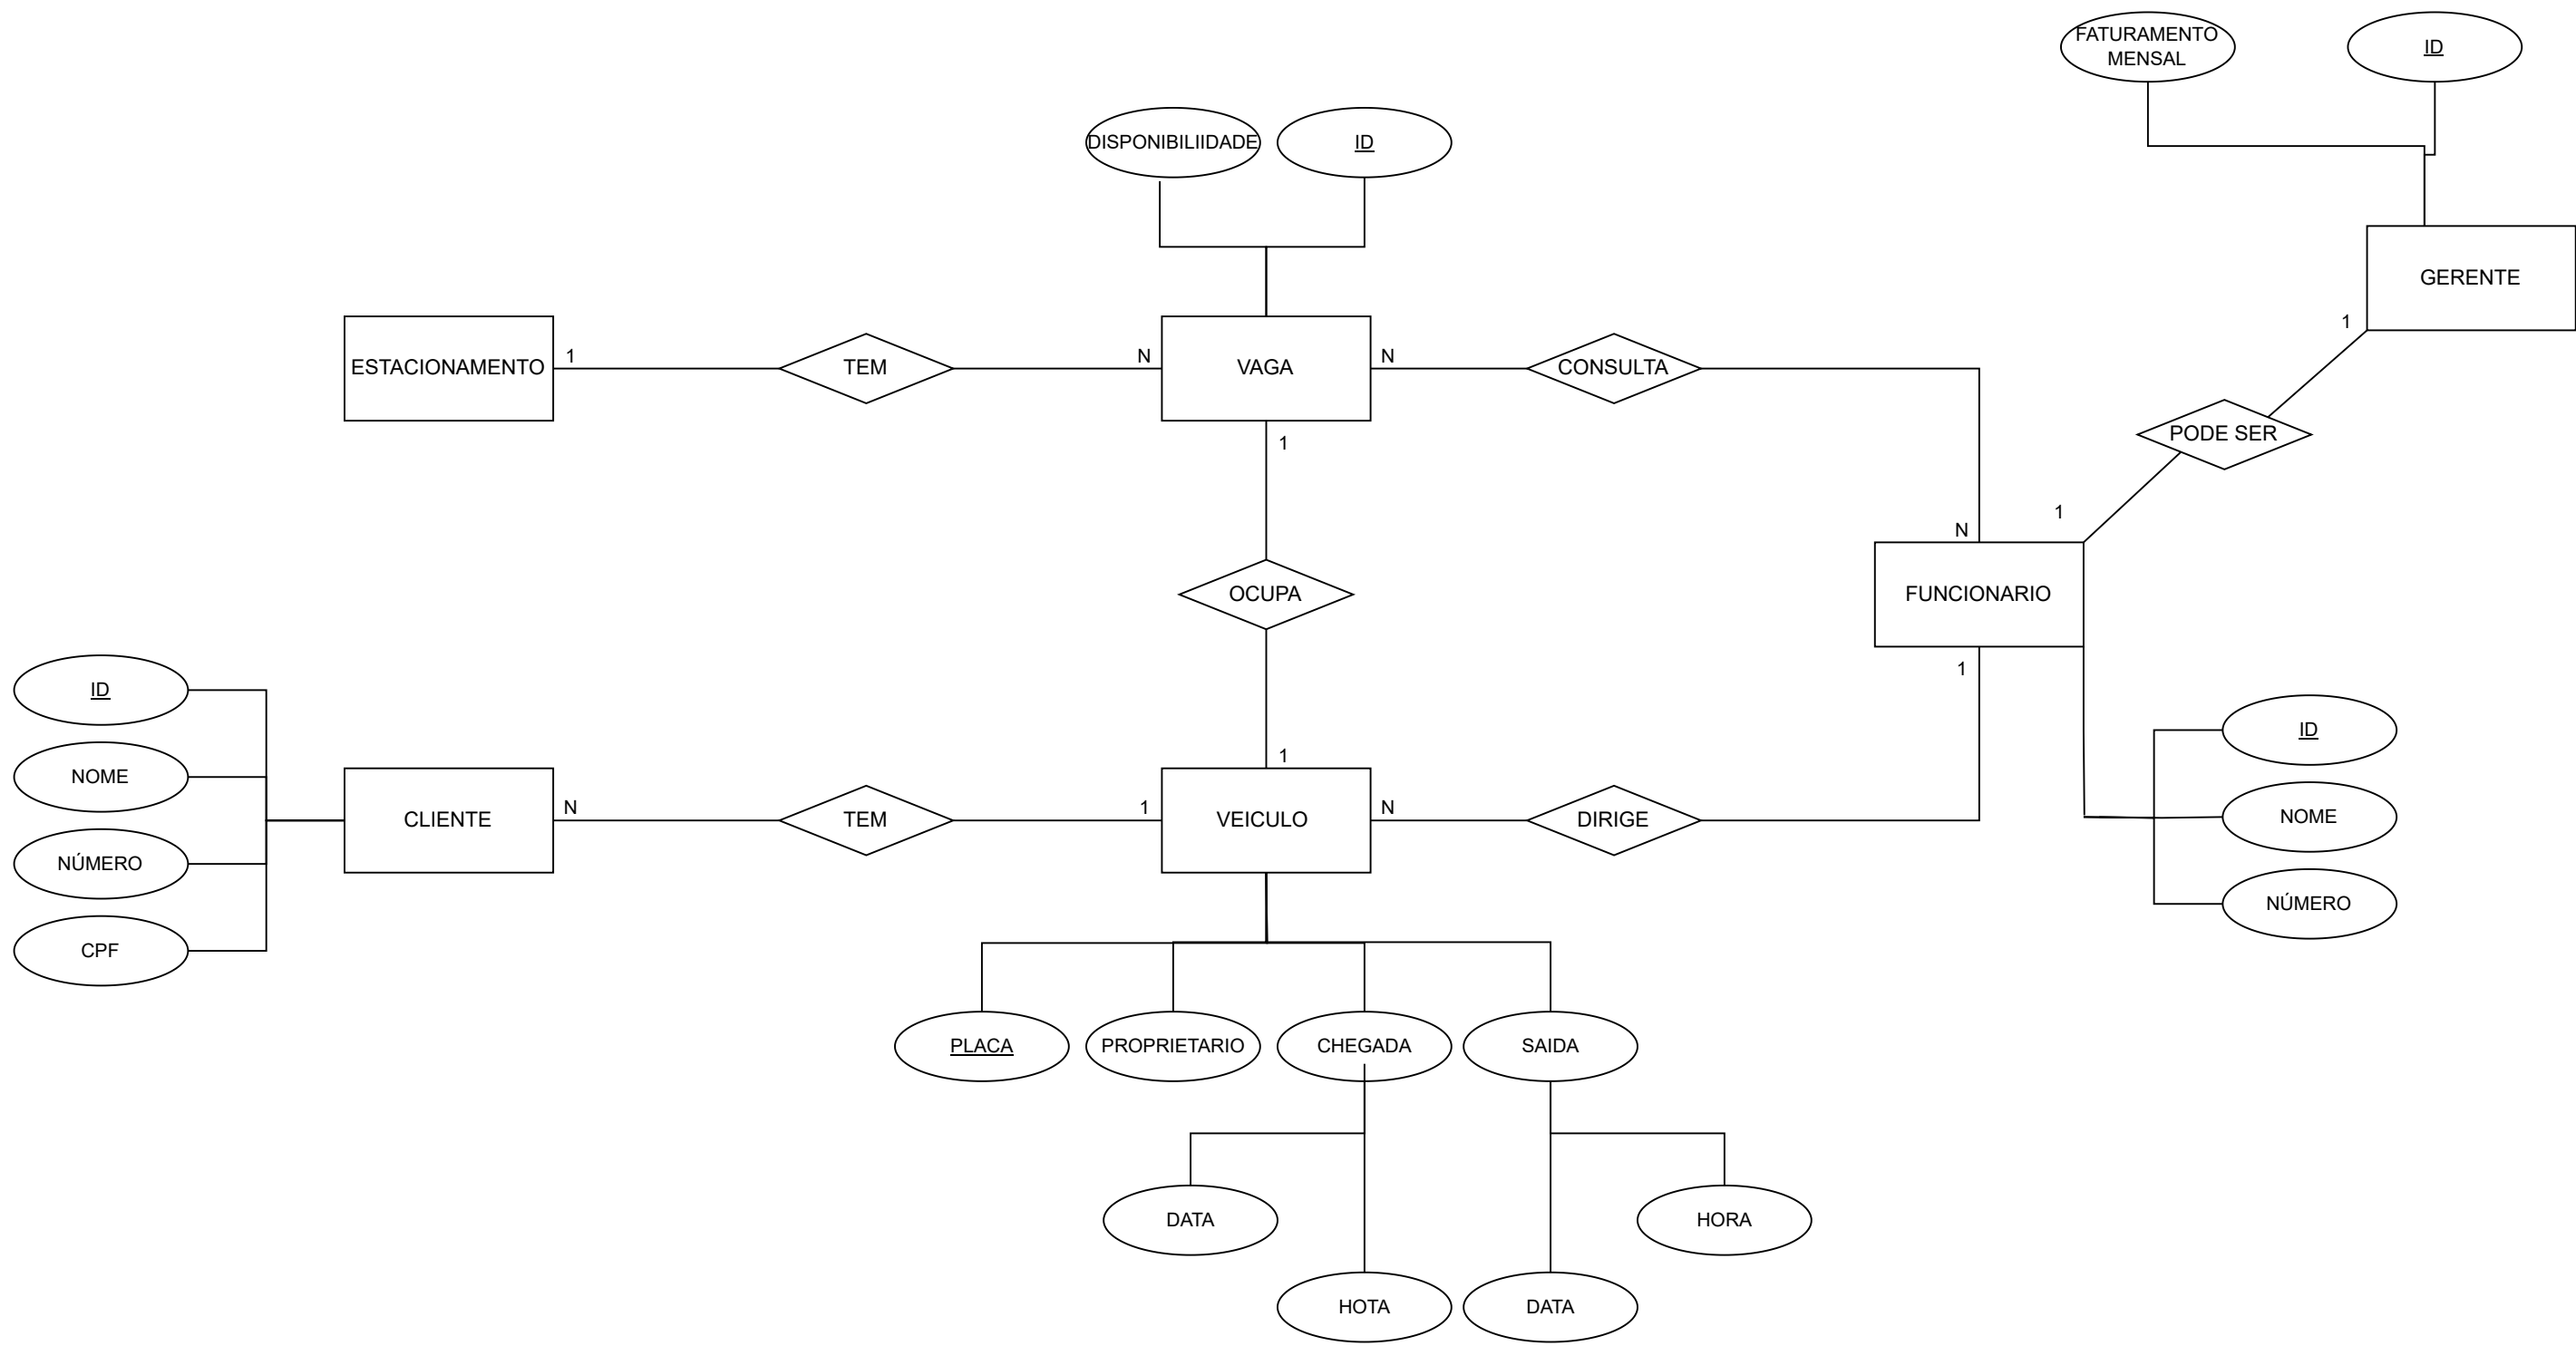 FATURAMENTO
MENSAL
ID
DISPONIBILIIDADE
ID
GERENTE
1
ESTACIONAMENTO
1
TEM
N
VAGA
N
CONSULTA
PODE SER
1
1
N
OCUPA
FUNCIONARIO
1
ID
ID
1
NOME
N
1
N
CLIENTE
TEM
VEICULO
DIRIGE
NOME
NÚMERO
NÚMERO
CPF
PLACA
PROPRIETARIO
CHEGADA
SAIDA
DATA
HORA
HOTA
DATA